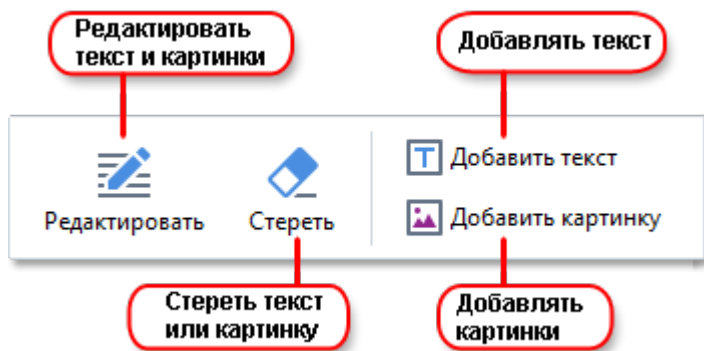 Редактировать
текст и картинки
Добавлять текст
Редактировать
Стереть
Добавить текст
Добавить картинку
Стереть текст
или картинку
Добавлять
картинки